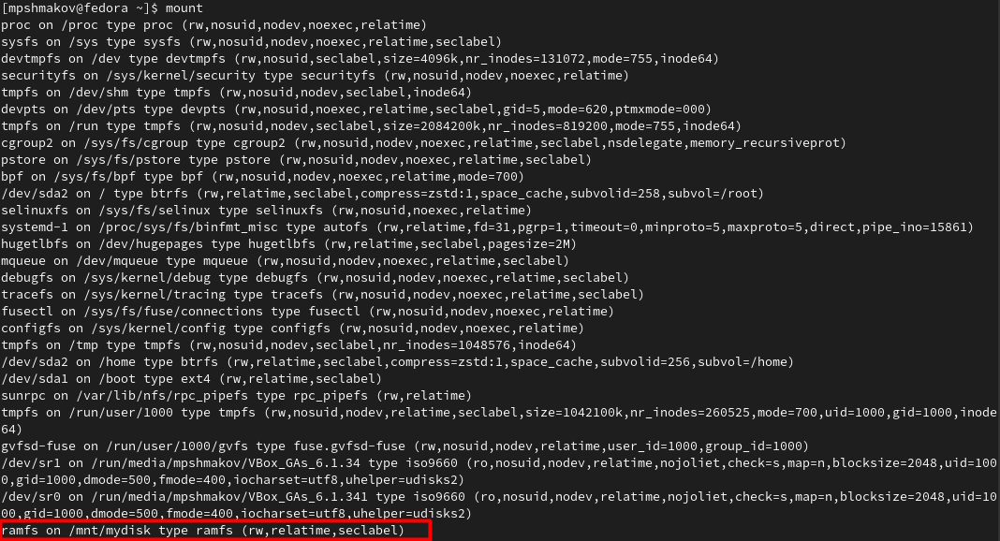 [mpshmakov@fedora ~]$ mount
proc on /proc type proc (rw,nosuid,nodev,noexec,relatime)
sysfs on /sys type sysfs (rw,nosuid,nodev,noexec,relatime,seclabel)
devtmpfs on /dev type devtmpfs (rw,nosuid,seclabel,size=4096k,nr_inodes=131072,mode=755,inode64)
securityfs on /sys/kernel/security type securityfs (rw,nosuid,nodev,noexec,relatime)
tmpfs on /dev/shm type tmpfs (rw,nosuid,nodev,seclabel,inode64)
devpts on /dev/pts type devpts (rw,nosuid,noexec,relatime,seclabel,gid=5,mode=620,ptmxmode=000)
tmpfs on /run type tmpfs (rw,nosuid,nodev,seclabel,size=2084200k,nr_inodes=819200,mode=755,inode64)
cgroup2 on /sys/fs/cgroup type cgroup2 (rw,nosuid,nodev,noexec,relatime,seclabel,nsdelegate,memory_recursiveprot)
pstore on /sys/fs/pstore type pstore (rw,nosuid,nodev,noexec,relatime,seclabel)
bpf on /sys/fs/bpf type bpf (rw,nosuid,nodev,noexec,relatime,mode=700)
/dev/sda2 on / type btrfs (rw,relatime,seclabel,compress=zstd:1,space_cache,subvolid=258,subvol=/root)
selinuxfs on /sys/fs/selinux type selinuxfs (rw,nosuid,noexec,relatime)
systemd-1 on /proc/sys/fs/binfmt_misc type autofs (rw,relatime,fd=31,pgrp=1,timeout=0,minproto=5,maxproto=5,direct,pipe_ino=15861)
hugetlbfs on /dev/hugepages type hugetlbfs (rw,relatime,seclabel,pagesize=2M)
mqueue on /dev/mqueue type mqueue (rw,nosuid,nodev,noexec,relatime,seclabel)
debugfs on /sys/kernel/debug type debugfs (rw,nosuid,nodev,noexec,relatime,seclabel)
tracefs on /sys/kernel/tracing type tracefs (rw,nosuid,nodev,noexec,relatime,seclabel)
fusectl on /sys/fs/fuse/connections type fusectl (rw,nosuid,nodev,noexec,relatime)
configfs on /sys/kernel/config type configfs (rw,nosuid,nodev,noexec,relatime)
tmpfs on /tmp type tmpfs (rw,nosuid,nodev,seclabel,nr_inodes=1048576,inode64)
/dev/sda2 on /home type btrfs (rw,relatime,seclabel,compress=zstd:1,space_cache,subvolid=256,subvol=/home)
/dev/sda1 on /boot type ext4 (rw,relatime,seclabel)
sunrpc on /var/lib/nfs/rpc_pipefs type rpc_pipefs (rw,relatime)
tmpfs on /run/user/1000 type tmpfs (rw,nosuid,nodev,relatime,seclabel,size=1042100k,nr_inodes=260525,mode=700,uid=1000,gid=1000,inode
64)
gvfsd-fuse on /run/user/1000/gvfs type fuse.gvfsd-fuse (rw,nosuid,nodev,relatime,user_id=1000,group_id=1000)
/dev/sr1 on /run/media/mpshmakov/VBox_GAs_6.1.34 type iso9660 (ro,nosuid,nodev,relatime,nojoliet,check=s,map=n,blocksize=2048,uid=100
0,gid=1000,dmode=500,fmode=400,iocharset=utf8,uhelper=udisks2)
/dev/sr0 on /run/media/mpshmakov/VBox_GAs_6.1.341 type iso9660 (ro,nosuid,nodev,relatime,nojoliet,check=s,map=n,blocksize=2048,uid=10
00,gid=1000,dmode=500,fmode=400,iocharset=utf8,uhelper=udisks2)
ramfs on /mnt/mydisk type ramfs (rw,relatime,seclabel)